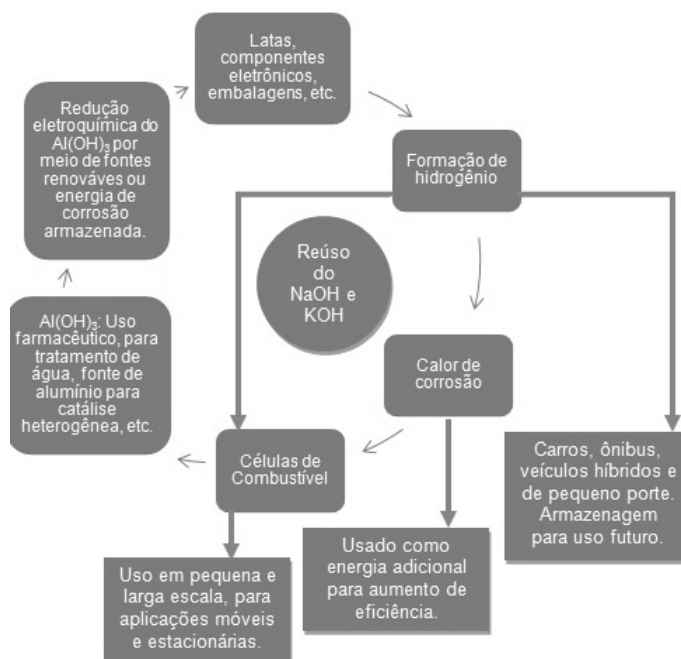 Latas,
componentes
eletrônicos,
embalagens, etc.
Redução
eletroquímica do
Al(OH)₃ por
meio de fontes
renováves ou
energia de
corrosão
armazenada.
Formação de
hidrogênio
Reúso
do
NaOH e
KOH
Al(OH)₃: Uso
farmacêutico, para
tratamento de
água, fonte de
alumínio para
catálise
heterogênea, etc.
Calor de
corrosão
Células de
Combustível
Carros, ônibus,
veículos híbridos e
de pequeno porte.
Armazenagem
para uso futuro.
Usado como
energia adicional
para aumento de
eficiência.
Uso em pequena e
larga escala, para
aplicações móveis
e estacionárias.